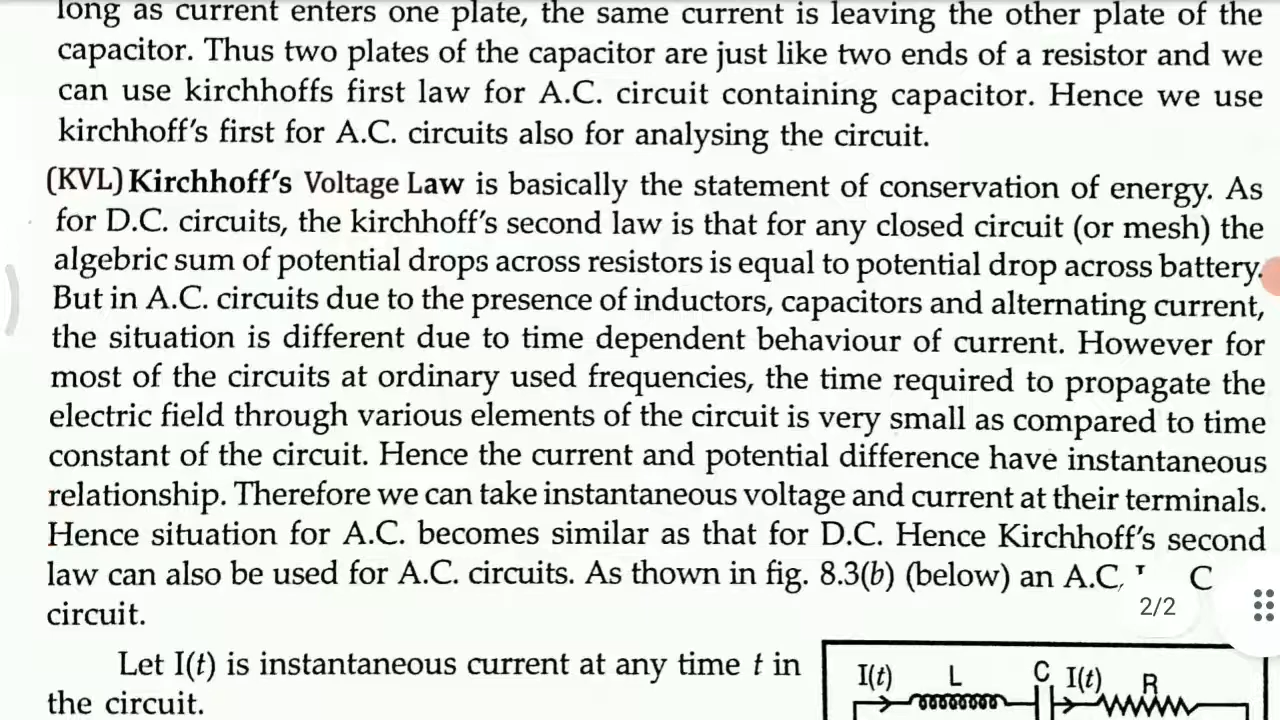 long as current enters one plate, the same current is leaving the other plate of the
capacitor. Thus two plates of the capacitor are just like two ends of a resistor and we
can use kirchhoffs first law for A.C. circuit containing capacitor. Hence we use
kirchhoff's first for A.C. circuits also for analysing the circuit.
(KVL) Kirchhoff's Voltage Law is basically the statement of conservation of energy. As
for D.C. circuits, the kirchhoff's second law is that for any closed circuit (or mesh) the
algebric sum of potential drops across resistors is equal to potential drop across battery.
But in A.C. circuits due to the presence of inductors, capacitors and alternating current,
the situation is different due to time dependent behaviour of current. However for
most of the circuits at ordinary used frequencies, the time required to propagate the
electric field through various elements of the circuit is very small as compared to time
constant of the circuit. Hence the current and potential difference have instantaneous
relationship. Therefore we can take instantaneous voltage and current at their terminals.
Hence situation for A.C. becomes similar as that for D.C. Hence Kirchhoff's second
law can also be used for A.C. circuits. As shown in fig. 8.3(b) (below) an A.C. C
2/2
circuit.
Let I(t) is instantaneous current at any time t in
the circuit.
I(t) L C I(t) R